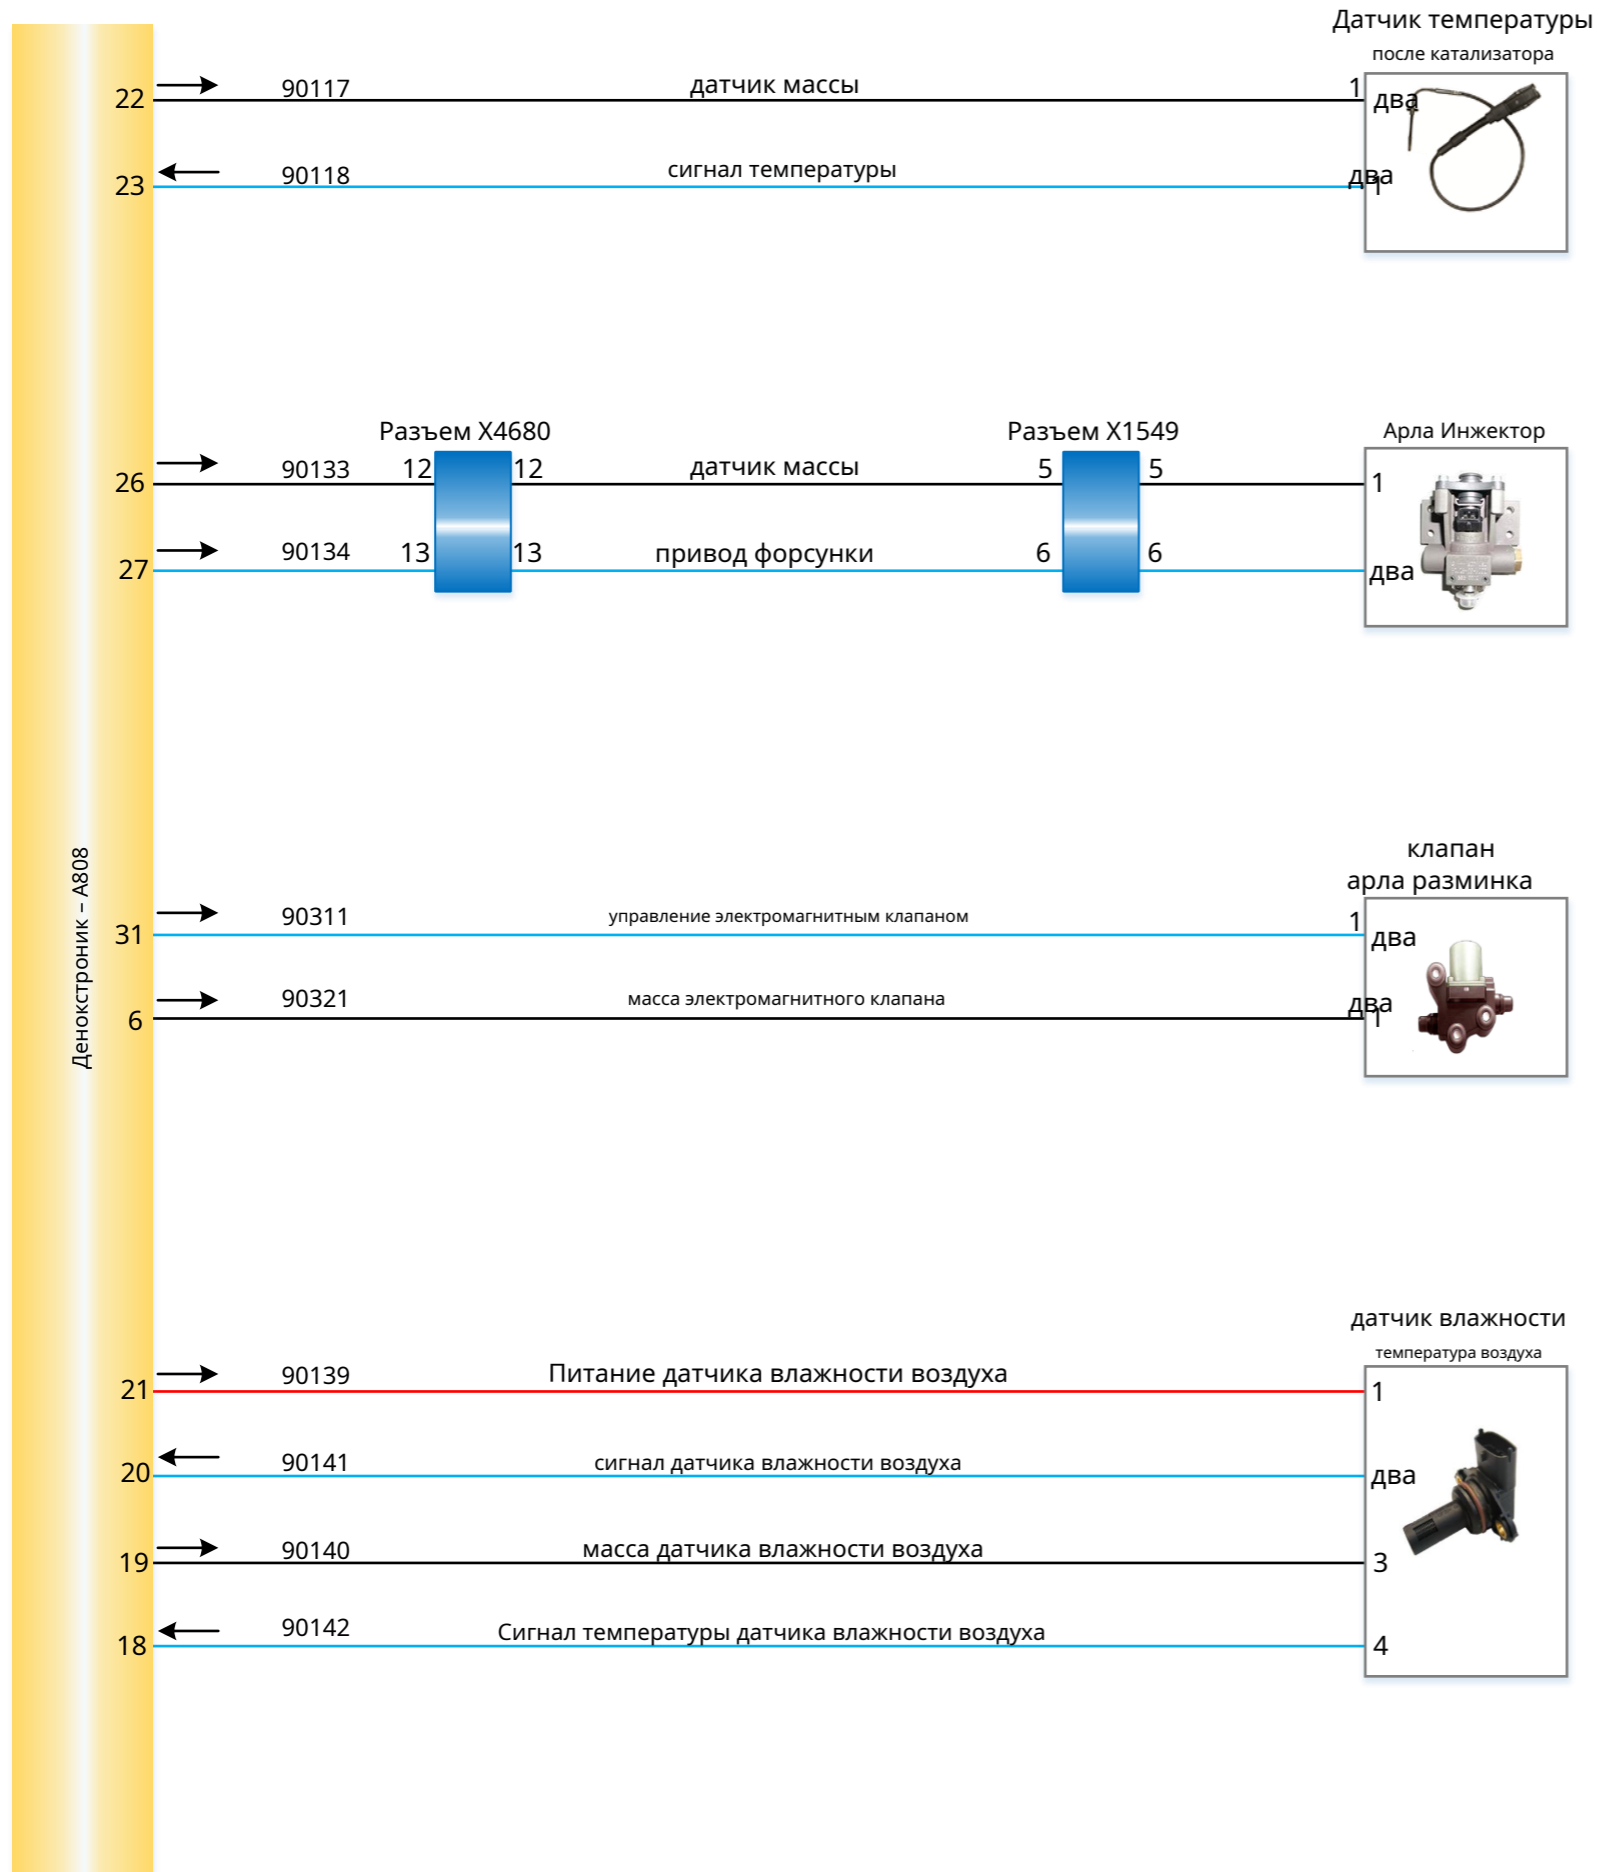 Датчик температуры
после катализатора
22 90117 датчик массы 1 два
23 90118 сигнал температуры два 1
Разъем X4680 Разъем X1549 Арла Инжектор
26 90133 12 12 датчик массы 5 5 1
27 90134 13 13 привод форсунки 6 6 два
Денокстроник – A808
клапан
арла разминка
31 90311 управление электромагнитным клапаном 1 два
6 90321 масса электромагнитного клапана два 1
датчик влажности
температура воздуха
21 90139 Питание датчика влажности воздуха 1
20 90141 сигнал датчика влажности воздуха два
19 90140 масса датчика влажности воздуха 3
18 90142 Сигнал температуры датчика влажности воздуха 4